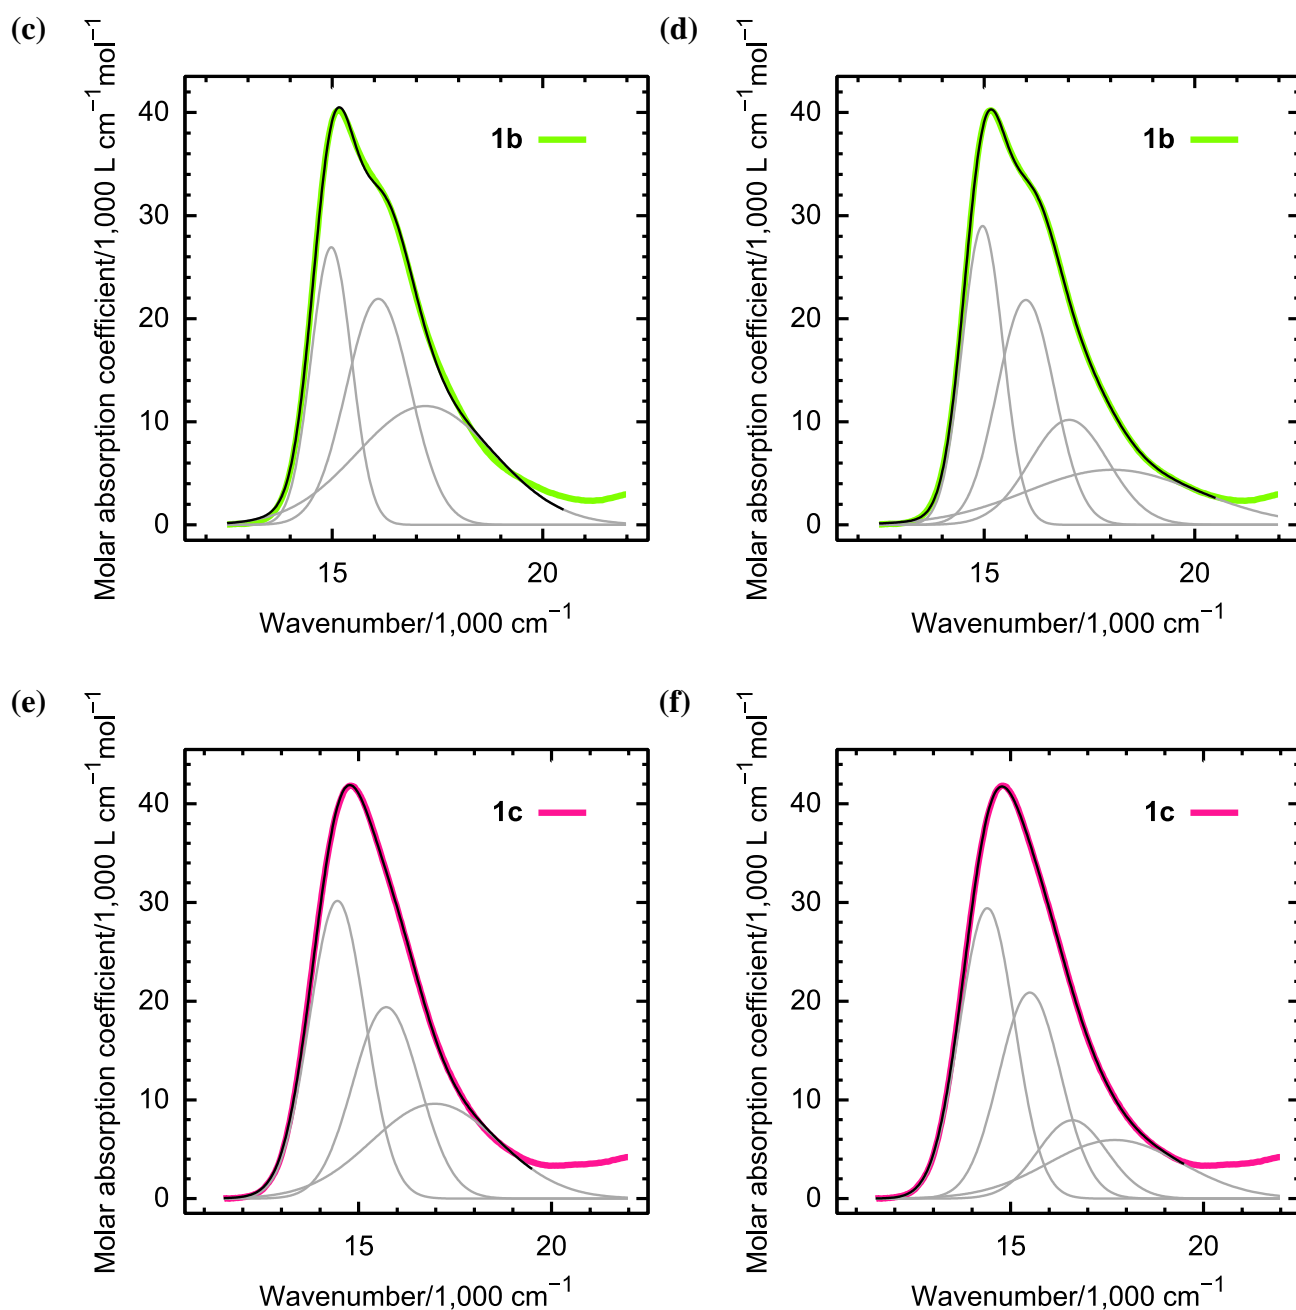 (c)
Molar absorption coefficient/1,000 L cm⁻¹mol⁻¹
40
30
20
10
0
1b
15 20
Wavenumber/1,000 cm⁻¹
(d)
Molar absorption coefficient/1,000 L cm⁻¹mol⁻¹
40
30
20
10
0
1b
15 20
Wavenumber/1,000 cm⁻¹
(e)
Molar absorption coefficient/1,000 L cm⁻¹mol⁻¹
40
30
20
10
0
1c
15 20
Wavenumber/1,000 cm⁻¹
(f)
Molar absorption coefficient/1,000 L cm⁻¹mol⁻¹
40
30
20
10
0
1c
15 20
Wavenumber/1,000 cm⁻¹